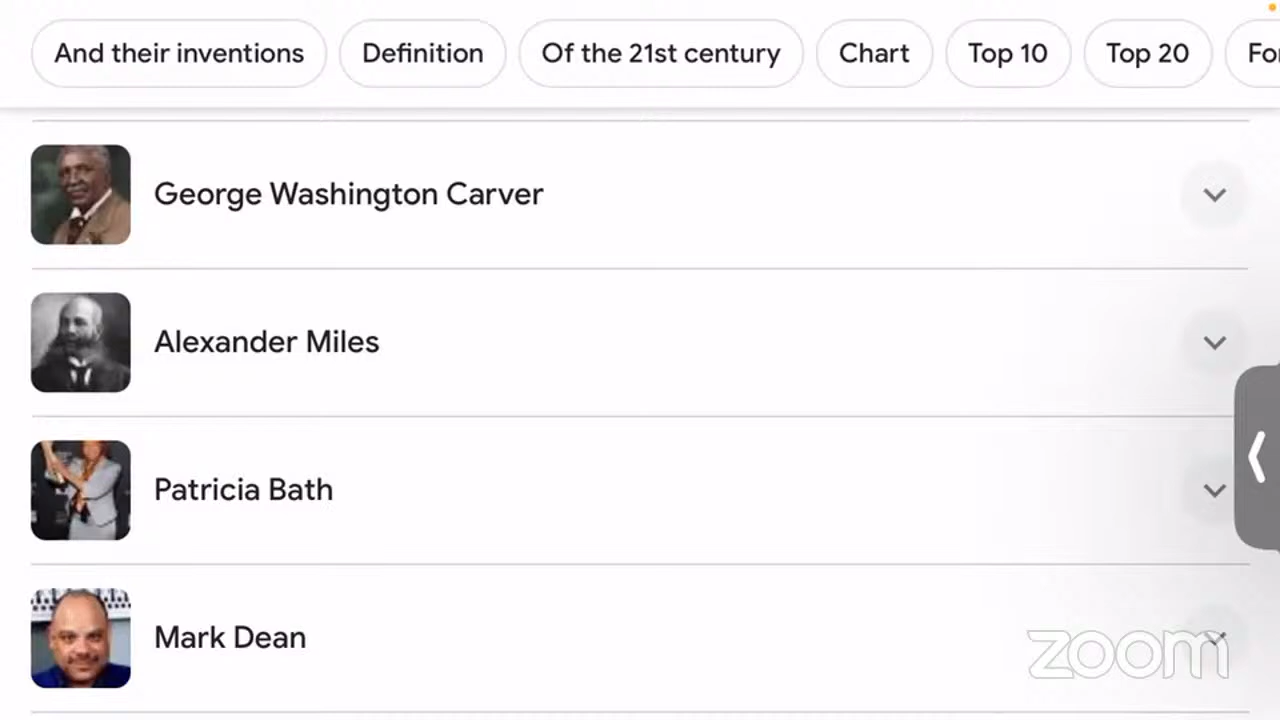 And their inventions Definition Of the 21st century Chart Top 10 Top 20
George Washington Carver
Alexander Miles
Patricia Bath
Mark Dean
zoom